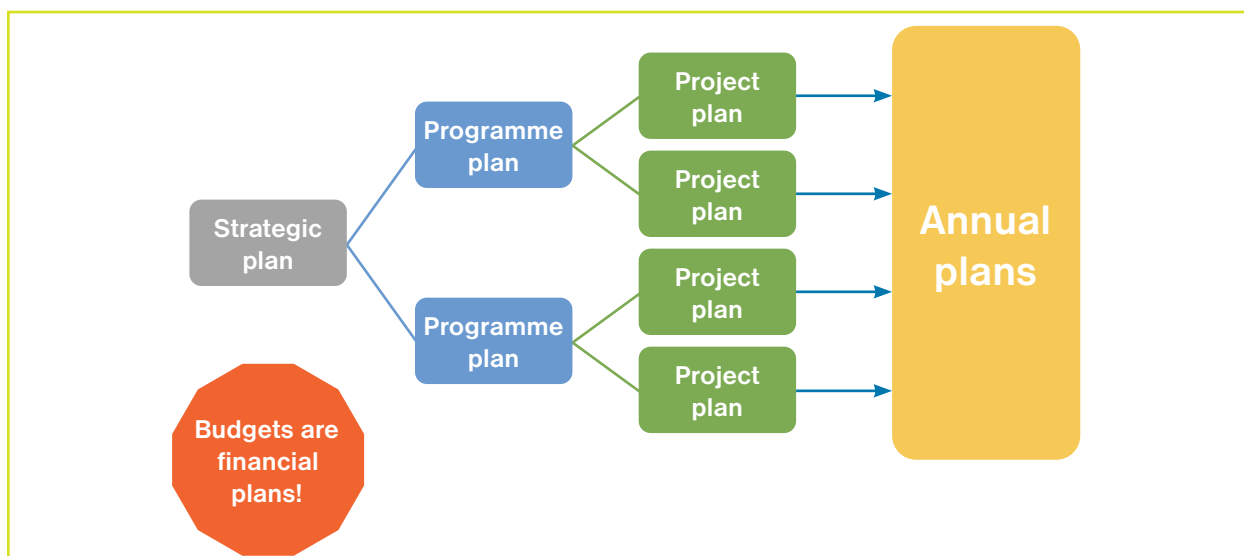 Strategic
plan
Programme
plan
Programme
plan
Project
plan
Project
plan
Project
plan
Project
plan
Annual
plans
Budgets are
financial
plans!